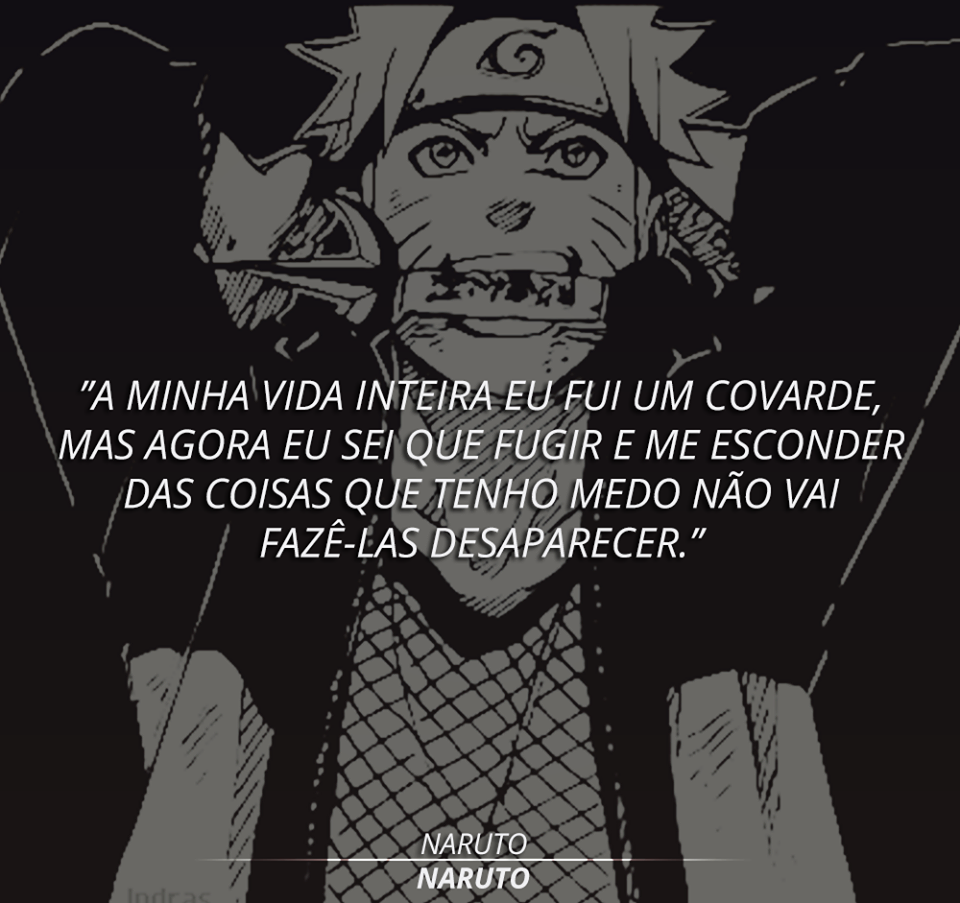 "A MINHA VIDA INTEIRA EU FUI UM COVARDE,
MAS AGORA EU SEI QUE FUGIR E ME ESCONDER
DAS COISAS QUE TENHO MEDO NÃO VAI
FAZÊ-LAS DESAPARECER."
NARUTO
NARUTO
Indras